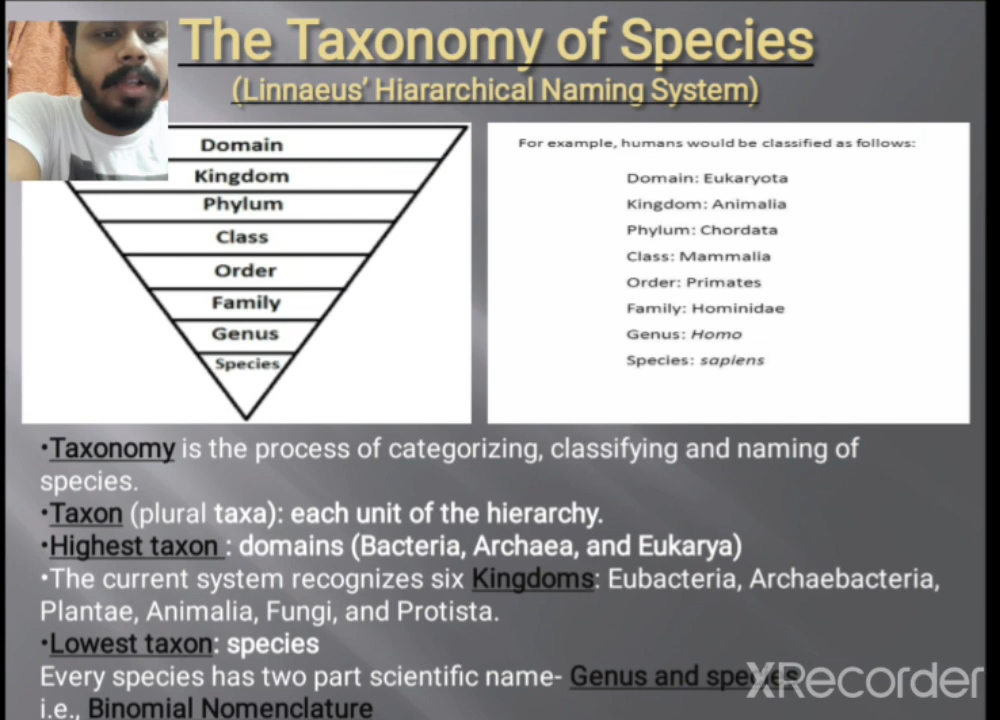 The Taxonomy of Species
(Linnaeus’ Hiararchical Naming System)
Domain
Kingdom
Phylum
Class
Order
Family
Genus
Species
For example, humans would be classified as follows:
Domain: Eukaryota
Kingdom: Animalia
Phylum: Chordata
Class: Mammalia
Order: Primates
Family: Hominidae
Genus: Homo
Species: sapiens
•Taxonomy is the process of categorizing, classifying and naming of
species.
•Taxon (plural taxa): each unit of the hierarchy.
•Highest taxon : domains (Bacteria, Archaea, and Eukarya)
•The current system recognizes six Kingdoms: Eubacteria, Archaebacteria,
Plantae, Animalia, Fungi, and Protista.
•Lowest taxon: species
Every species has two part scientific name- Genus and species
i.e., Binomial Nomenclature
XRecorder